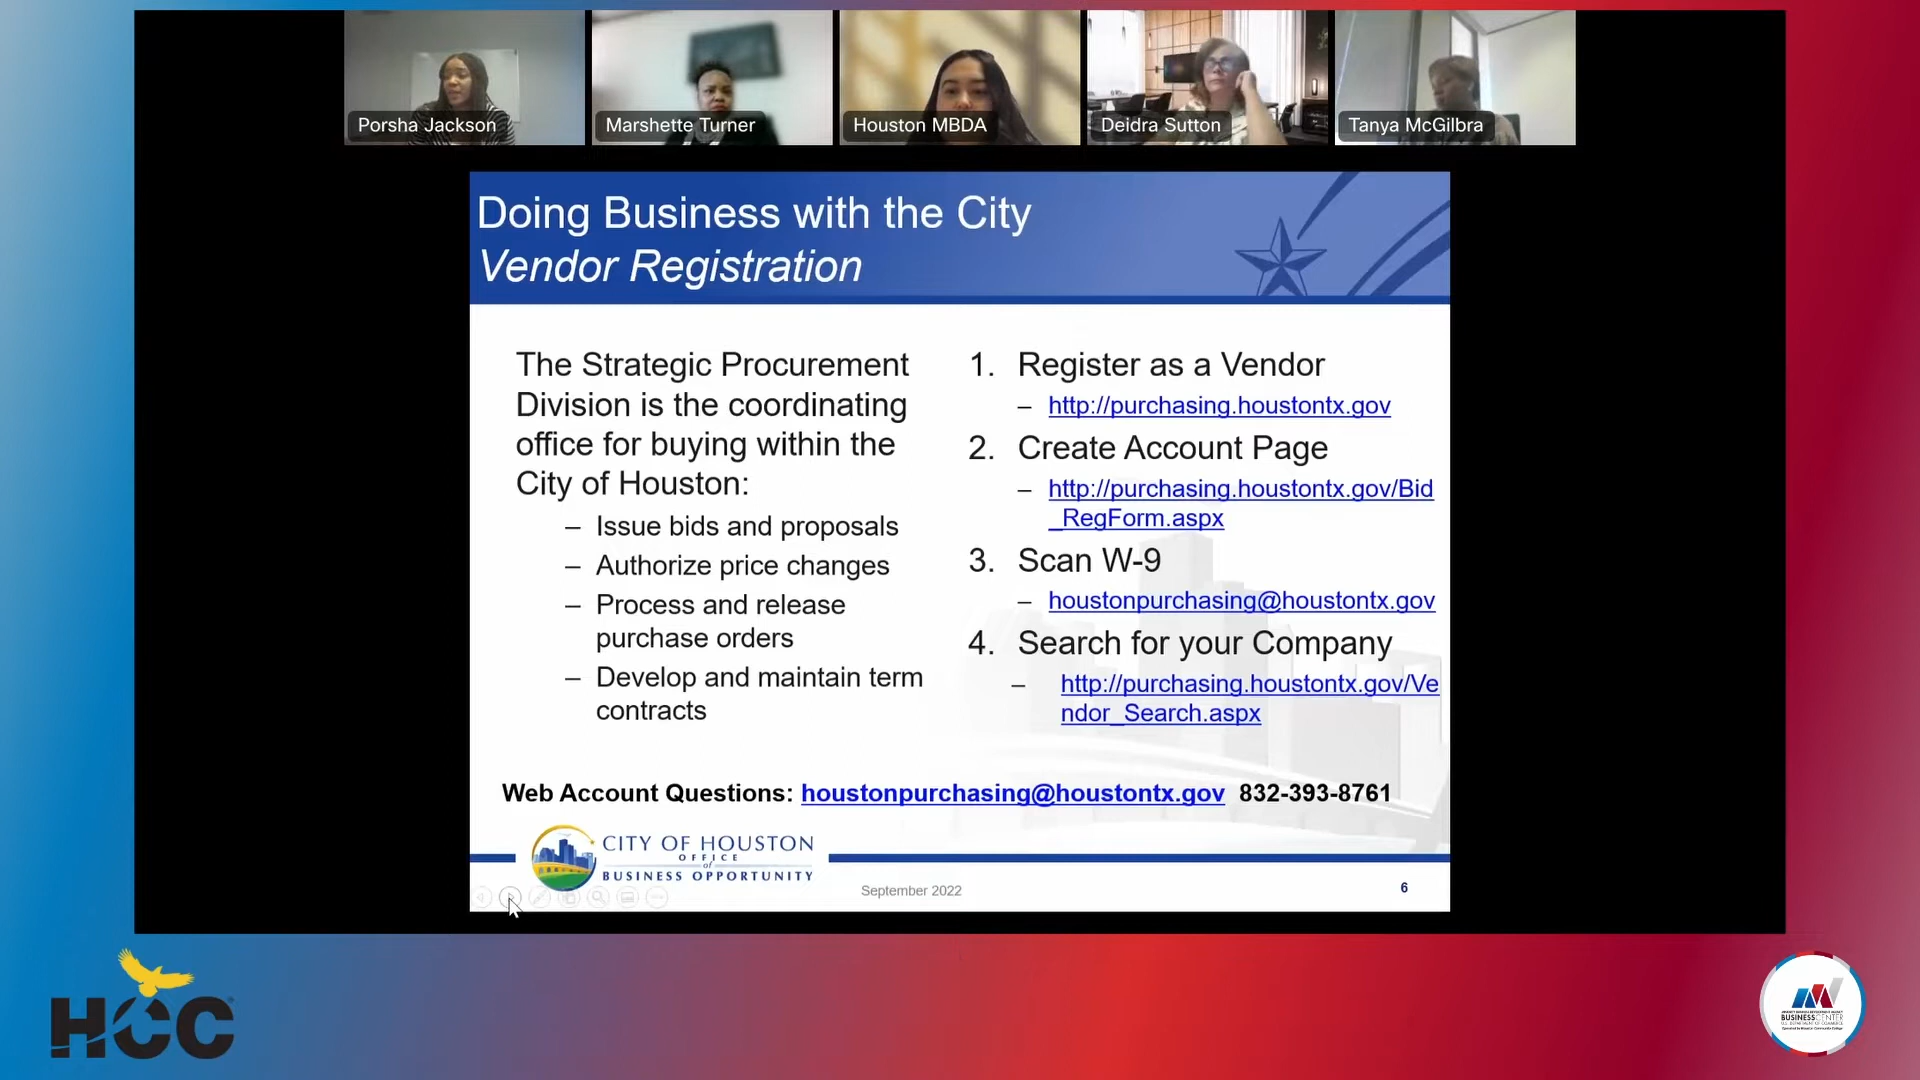 Porsha Jackson
Marshette Turner
Houston MBDA
Deidra Sutton
Tanya McGilbra
Doing Business with the City
Vendor Registration
The Strategic Procurement
Division is the coordinating
office for buying within the
City of Houston:
– Issue bids and proposals
– Authorize price changes
– Process and release
purchase orders
– Develop and maintain term
contracts
1. Register as a Vendor
– http://purchasing.houstontx.gov
2. Create Account Page
– http://purchasing.houstontx.gov/Bid
_RegForm.aspx
3. Scan W-9
– houstonpurchasing@houstontx.gov
4. Search for your Company
– http://purchasing.houstontx.gov/Ve
ndor_Search.aspx
Web Account Questions: houstonpurchasing@houstontx.gov 832-393-8761
CITY OF HOUSTON
OFFICE
of
BUSINESS OPPORTUNITY
September 2022
6
HCC
BUSINESS CENTER